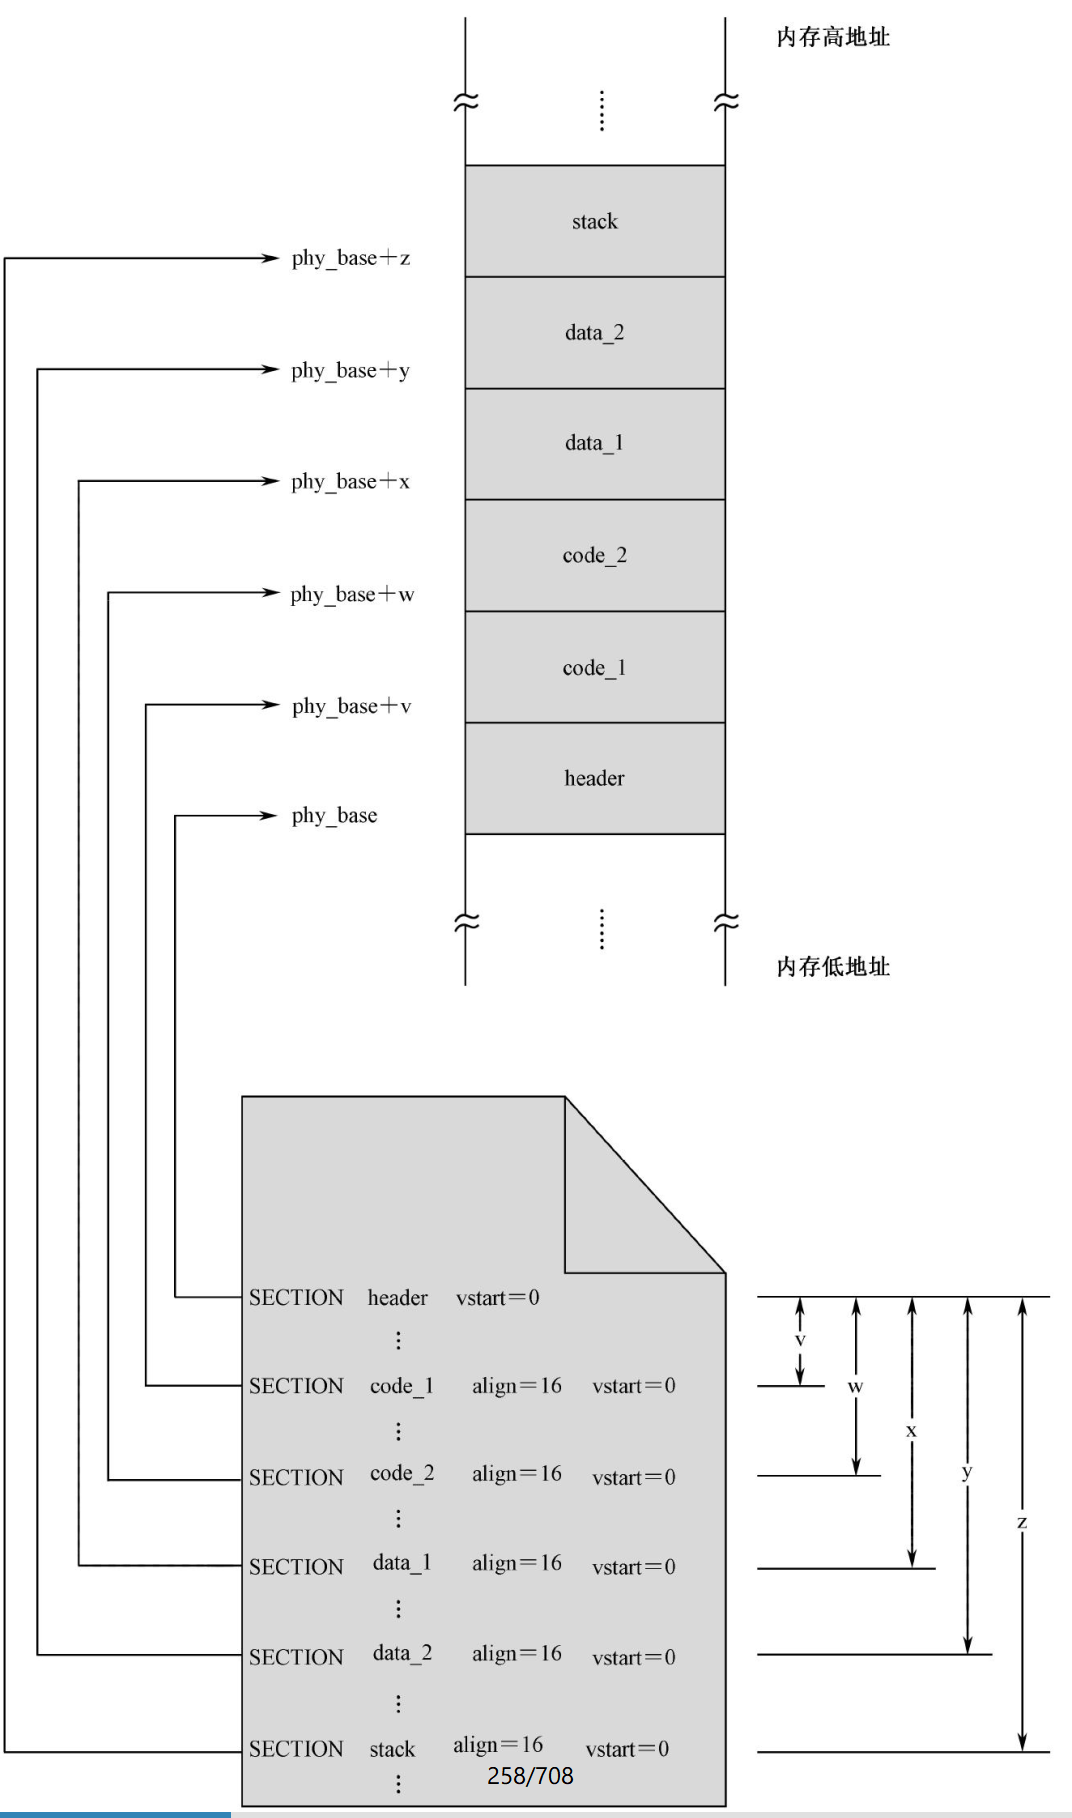 内存高地址
stack
phy_base+z
data_2
phy_base+y
data_1
phy_base+x
code_2
phy_base+w
code_1
phy_base+v
header
phy_base
内存低地址
SECTION header vstart=0
v
SECTION code_1 align=16 vstart=0
w
x
SECTION code_2 align=16 vstart=0
y
z
SECTION data_1 align=16 vstart=0
SECTION data_2 align=16 vstart=0
SECTION stack align=16 vstart=0
258/708